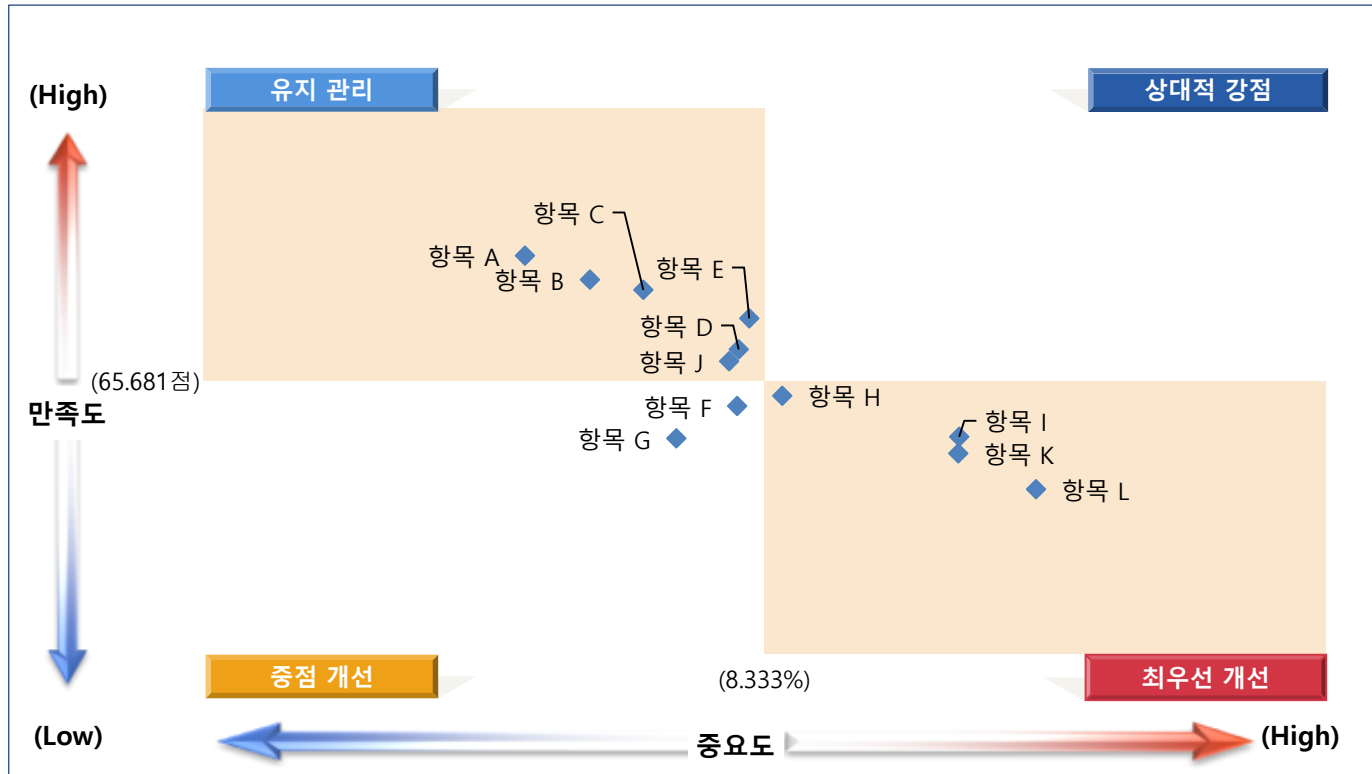 유지 관리
상대적 강점
(High)
항목 C
항목 A
항목 E
항목 B
항목 D
항목 J
(65.681점)
만족도
항목 F
항목 H
항목 G
항목 I
항목 K
항목 L
중점 개선
(8.333%)
최우선 개선
(Low)
중요도
(High)